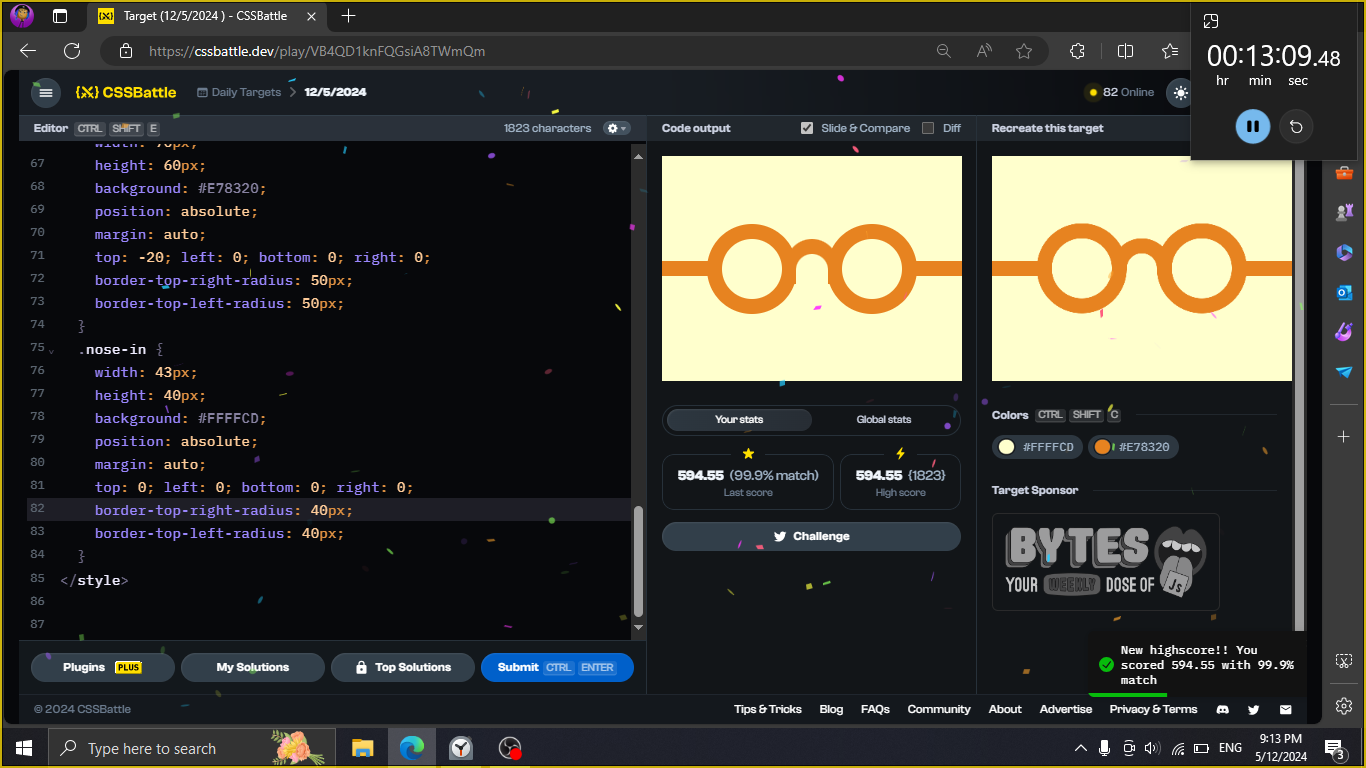 Target (12/5/2024 ) - CSSBattle
https://cssbattle.dev/play/VB4QD1knFQGsiA8TWmQm
00:13:09.48
hr min sec
CSSBattle
Daily Targets
12/5/2024
82 Online
Editor CTRL SHIFT E
1823 characters
Code output
Slide & Compare
Diff
Recreate this target
67 height: 60px;
68 background: #E78320;
69 position: absolute;
70 margin: auto;
71 top: -20; left: 0; bottom: 0; right: 0;
72 border-top-right-radius: 50px;
73 border-top-left-radius: 50px;
74 }
75 .nose-in {
76 width: 43px;
77 height: 40px;
78 background: #FFFFCD;
79 position: absolute;
80 margin: auto;
81 top: 0; left: 0; bottom: 0; right: 0;
82 border-top-right-radius: 40px;
83 border-top-left-radius: 40px;
84 }
85 </style>
86
87
Plugins PLUS
My Solutions
Top Solutions
Submit CTRL ENTER
Your stats
Global stats
594.55 (99.9% match)
Last score
594.55 {1823}
High score
Challenge
Colors CTRL SHIFT C
#FFFFCD
#E78320
Target Sponsor
BYTES
YOUR WEEKLY DOSE OF JS
New highscore!! You
scored 594.55 with 99.9%
match
© 2024 CSSBattle
Tips & Tricks
Blog
FAQs
Community
About
Advertise
Privacy & Terms
Type here to search
ENG
9:13 PM
5/12/2024
3